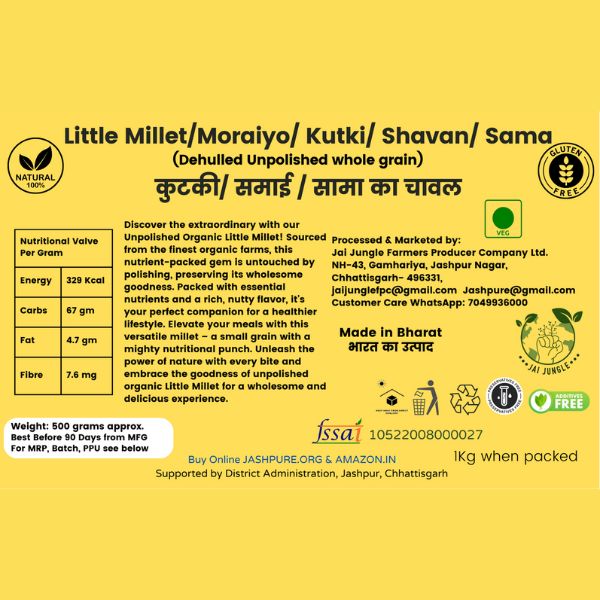 Little Millet/Moraiyo/ Kutki/ Shavan/ Sama
(Dehulled Unpolished whole grain)
कुटकी/ समाई / सामा का चावल
NATURAL
100%
GLUTEN
FREE
VEG
Nutritional Valve
Per Gram
Energy 329 Kcal
Carbs 67 gm
Fat 4.7 gm
Fibre 7.6 mg
Discover the extraordinary with our
Unpolished Organic Little Millet! Sourced
from the finest organic farms, this
nutrient-packed gem is untouched by
polishing, preserving its wholesome
goodness. Packed with essential
nutrients and a rich, nutty flavor, it's
your perfect companion for a healthier
lifestyle. Elevate your meals with this
versatile millet – a small grain with a
mighty nutritional punch. Unleash the
power of nature with every bite and
embrace the goodness of unpolished
organic Little Millet for a wholesome and
delicious experience.
Processed & Marketed by:
Jai Jungle Farmers Producer Company Ltd.
NH-43, Gamhariya, Jashpur Nagar,
Chhattisgarh- 496331,
jaijunglefpc@gmail.com Jashpure@gmail.com
Customer Care WhatsApp: 7049936000
Made in Bharat
भारत का उत्पाद
JAI JUNGLE
ADDITIVES
FREE
Weight: 500 grams approx.
Best Before 90 Days from MFG
For MRP, Batch, PPU see below
fssai 10522008000027
Buy Online JASHPURE.ORG & AMAZON.IN
1Kg when packed
Supported by District Administration, Jashpur, Chhattisgarh